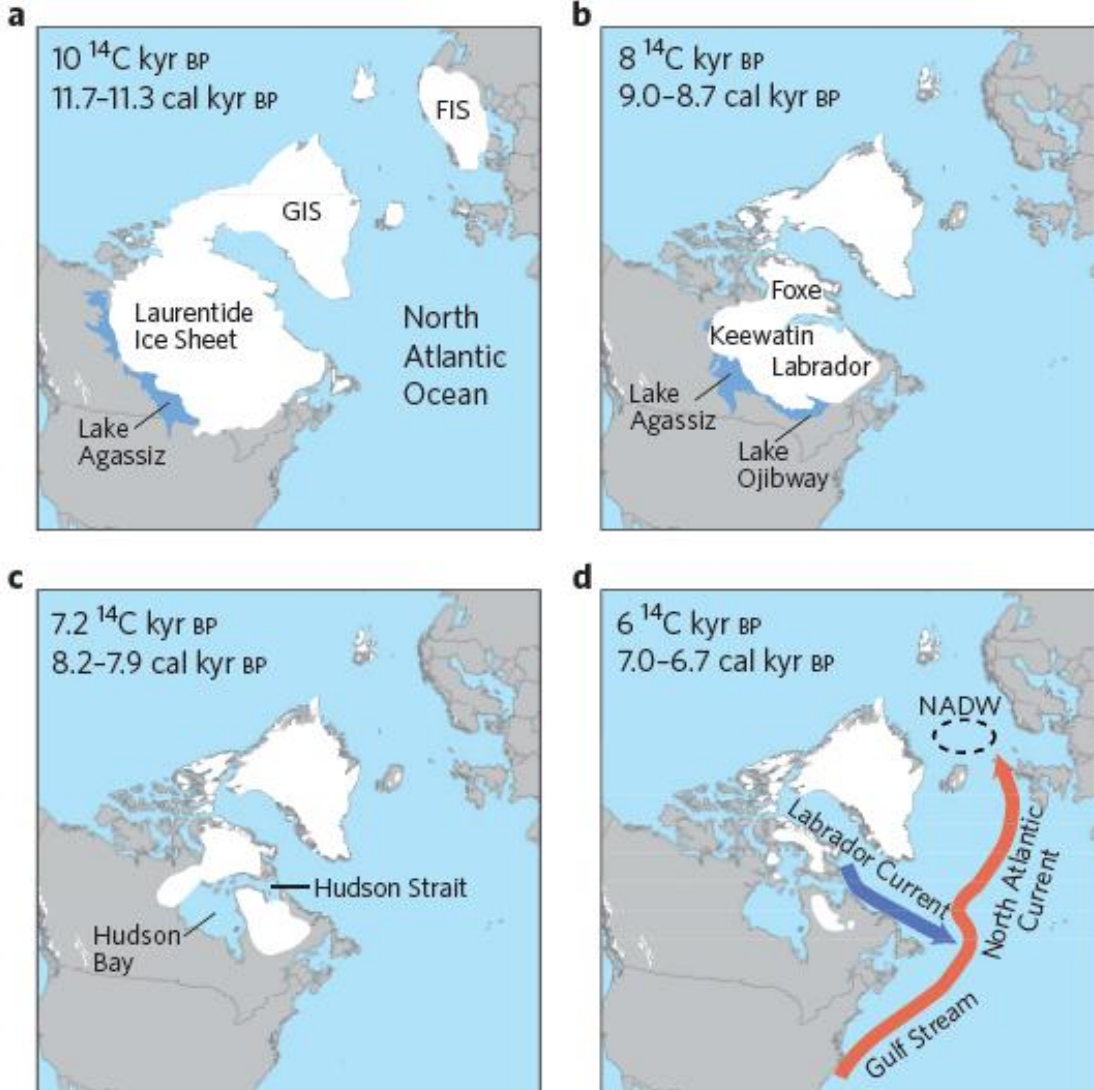 a
10 ¹⁴C kyr BP
11.7–11.3 cal kyr BP
FIS
GIS
Laurentide
Ice Sheet
North
Atlantic
Ocean
Lake
Agassiz
b
8 ¹⁴C kyr BP
9.0–8.7 cal kyr BP
Foxe
Keewatin
Labrador
Lake
Agassiz
Lake
Ojibway
c
7.2 ¹⁴C kyr BP
8.2–7.9 cal kyr BP
Hudson Strait
Hudson
Bay
d
6 ¹⁴C kyr BP
7.0–6.7 cal kyr BP
NADW
Labrador Current
North Atlantic
Current
Gulf Stream